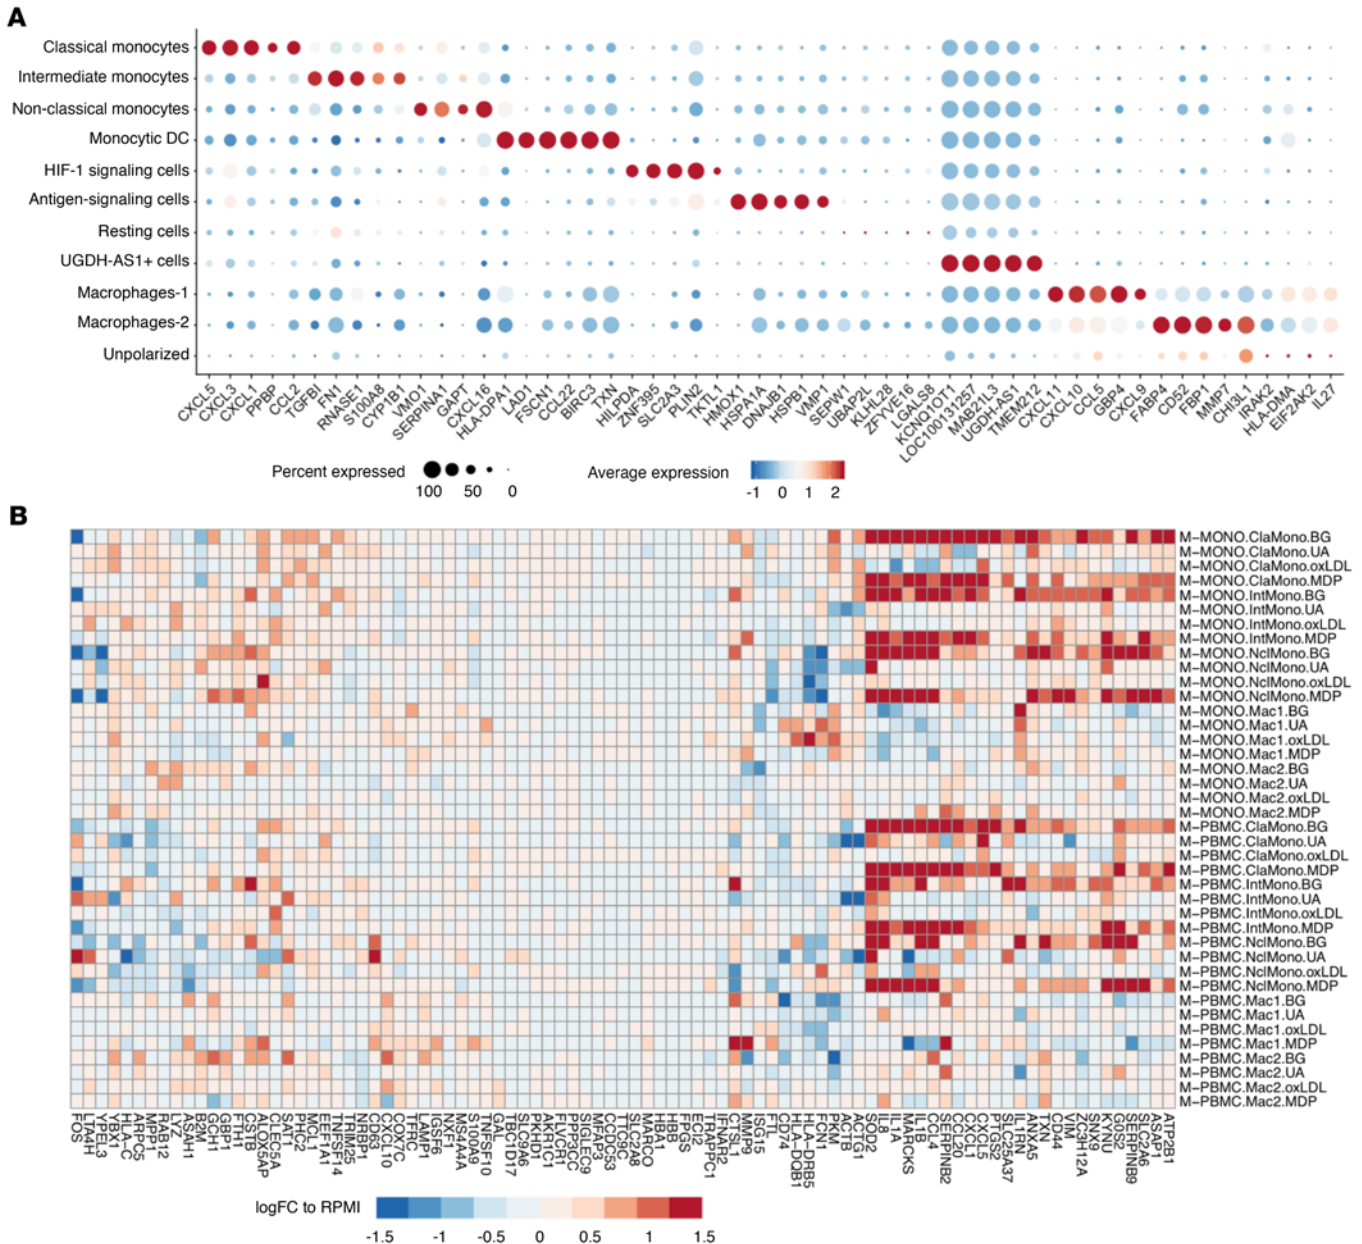 A
Classical monocytes
Intermediate monocytes
Non-classical monocytes
Monocytic DC
HIF-1 signaling cells
Antigen-signaling cells
Resting cells
UGDH-AS1+ cells
Macrophages-1
Macrophages-2
Unpolarized
CXCL5
CXCL3
CXCL1
PPBP
CCL2
TGFBI
FN1
RNASE1
S100A8
CYP1B1
VMO1
SERPINA1
GAPT
CXCL16
HLA-DPA1
LAD1
FSCN1
CCL22
BIRC3
TXN
HILPDA
ZNF395
SLC2A3
PLIN2
TKTL1
HMOX1
HSPA1A
DNAJB1
HSPB1
VMP1
SEPW1
UBAP2L
KLHL28
ZFYVE16
LGALS8
KCNQ1OT1
LOC100131257
MAB21L3
UGDH-AS1
TMEM212
CXCL11
CXCL10
CCL5
GBP4
CXCL9
FABP4
CD52
FBP1
MMP7
CHI3L1
IRAK2
HLA-DMA
EIF2AK2
IL27
Percent expressed
100 50 0
Average expression
-1 0 1 2
B
M-MONO.ClaMono.BG
M-MONO.ClaMono.UA
M-MONO.ClaMono.oxLDL
M-MONO.ClaMono.MDP
M-MONO.IntMono.BG
M-MONO.IntMono.UA
M-MONO.IntMono.oxLDL
M-MONO.IntMono.MDP
M-MONO.NclMono.BG
M-MONO.NclMono.UA
M-MONO.NclMono.oxLDL
M-MONO.NclMono.MDP
M-MONO.Mac1.BG
M-MONO.Mac1.UA
M-MONO.Mac1.oxLDL
M-MONO.Mac1.MDP
M-MONO.Mac2.BG
M-MONO.Mac2.UA
M-MONO.Mac2.oxLDL
M-MONO.Mac2.MDP
M-PBMC.ClaMono.BG
M-PBMC.ClaMono.UA
M-PBMC.ClaMono.oxLDL
M-PBMC.ClaMono.MDP
M-PBMC.IntMono.BG
M-PBMC.IntMono.UA
M-PBMC.IntMono.oxLDL
M-PBMC.IntMono.MDP
M-PBMC.NclMono.BG
M-PBMC.NclMono.UA
M-PBMC.NclMono.oxLDL
M-PBMC.NclMono.MDP
M-PBMC.Mac1.BG
M-PBMC.Mac1.UA
M-PBMC.Mac1.oxLDL
M-PBMC.Mac1.MDP
M-PBMC.Mac2.BG
M-PBMC.Mac2.UA
M-PBMC.Mac2.oxLDL
M-PBMC.Mac2.MDP
FOS
LTA4H
YPEL3
YBX1
HLA-C
ARPC5
MPP1
RAB12
LYZ
ASAH1
B2M
GCH1
GBP1
FTH1
CSTB
ALOX5AP
CLEC5A
SAT1
PHC2
MCL1
EEF1A1
TNFSF14
TRIM25
NRBP1
CD63
CXCL10
COX7C
TFRC
LAMP1
IGSF6
MS4A4A
S100A9
TNFSF10
GAL
TBC1D17
SLC9A6
PKHD1
AKR1C1
FLVCR1
PPP3CC
SIGLEC9
MFAP3
CCDC53
TTC9C
SLC2A8
MARCO
HBA1
FPGS
ECI2
TRAPPC1
IFNAR2
CTSL1
MMP9
ISG15
FTL
CD74
HLA-DQB1
HLA-DRB5
FCN1
PKM
ACTB
ACTG1
SOD2
IL8
IL1A
MARCKS
IL1B
CCL4
SERPINB2
CCL20
CXCL1
CXCL5
PTGS2
SLC25A37
IL1RN
ANXA5
TXN
CD44
VIM
ZC3H12A
SNX9
KMO
G0S2
SERPINB9
SLC2A6
ASAP1
ATP2B1
logFC to RPMI
-1.5 -1 -0.5 0 0.5 1 1.5